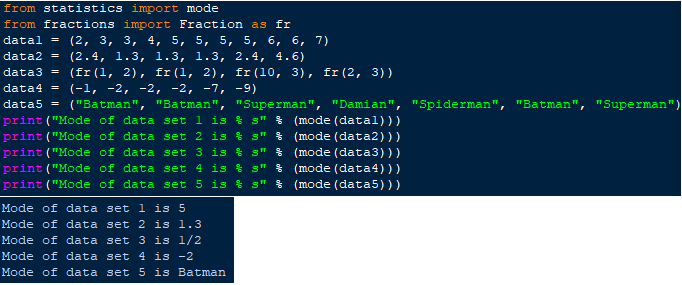 from statistics import mode
from fractions import Fraction as fr
data1 = (2, 3, 3, 4, 5, 5, 5, 5, 6, 6, 7)
data2 = (2.4, 1.3, 1.3, 1.3, 2.4, 4.6)
data3 = (fr(1, 2), fr(1, 2), fr(10, 3), fr(2, 3))
data4 = (-1, -2, -2, -2, -7, -9)
data5 = ("Batman", "Batman", "Superman", "Damian", "Spiderman", "Batman", "Superman")
print("Mode of data set 1 is % s" % (mode(data1)))
print("Mode of data set 2 is % s" % (mode(data2)))
print("Mode of data set 3 is % s" % (mode(data3)))
print("Mode of data set 4 is % s" % (mode(data4)))
print("Mode of data set 5 is % s" % (mode(data5)))
Mode of data set 1 is 5
Mode of data set 2 is 1.3
Mode of data set 3 is 1/2
Mode of data set 4 is -2
Mode of data set 5 is Batman